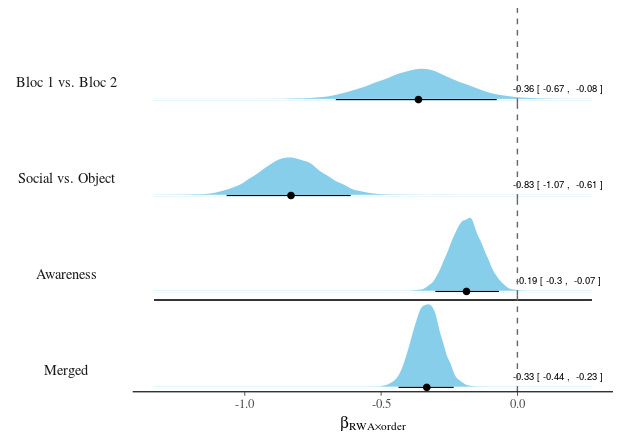 Bloc 1 vs. Bloc 2
-0.36 [ -0.67 , -0.08 ]
Social vs. Object
-0.83 [ -1.07 , -0.61 ]
Awareness
-0.19 [ -0.3 , -0.07 ]
Merged
-0.33 [ -0.44 , -0.23 ]
-1.0 -0.5 0.0
βRWA×order